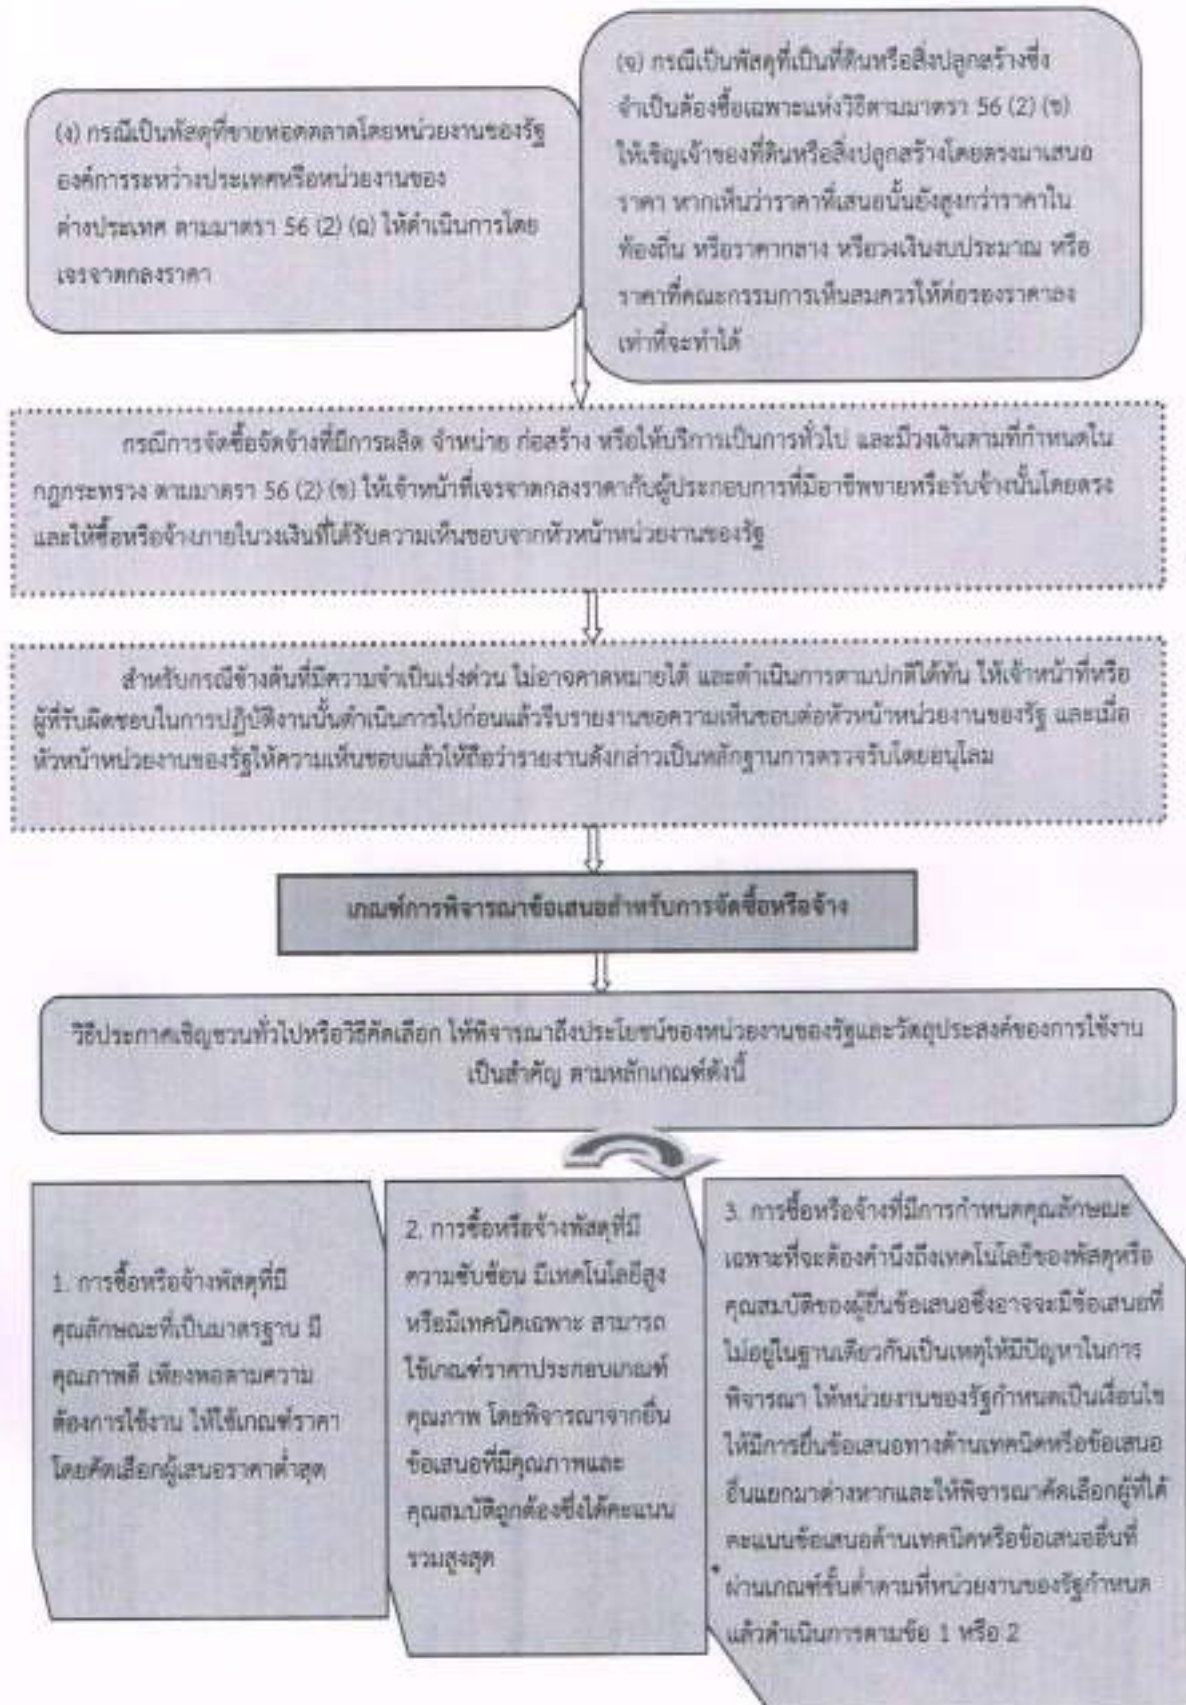 (ง) กรณีเป็นพัสดุที่ขายทอดตลาดโดยหน่วยงานของรัฐ
องค์การระหว่างประเทศหรือหน่วยงานของ
ต่างประเทศ ตามมาตรา 56 (2) (ฉ) ให้ดำเนินการโดย
เจรจาตกลงราคา
(จ) กรณีเป็นพัสดุที่เป็นที่ดินหรือสิ่งปลูกสร้างซึ่ง
จำเป็นต้องซื้อเฉพาะแห่งวิธีตามมาตรา 56 (2) (ช)
ให้เชิญเจ้าของที่ดินหรือสิ่งปลูกสร้างโดยตรงมาเสนอ
ราคา หากเห็นว่าราคาที่เสนอนั้นยังสูงกว่าราคาใน
ท้องถิ่น หรือราคากลาง หรือวงเงินงบประมาณ หรือ
ราคาที่คณะกรรมการเห็นสมควรให้ต่อรองราคาลง
เท่าที่จะทำได้
กรณีการจัดซื้อจัดจ้างที่มีการผลิต จำหน่าย ก่อสร้าง หรือให้บริการเป็นการทั่วไป และมีวงเงินตามที่กำหนดใน
กฎกระทรวง ตามมาตรา 56 (2) (ข) ให้เจ้าหน้าที่เจรจาตกลงราคากับผู้ประกอบการที่มีอาชีพขายหรือรับจ้างนั้นโดยตรง
และให้ซื้อหรือจ้างภายในวงเงินที่ได้รับความเห็นชอบจากหัวหน้าหน่วยงานของรัฐ
สำหรับกรณีข้างต้นที่มีความจำเป็นเร่งด่วน ไม่อาจคาดหมายได้ และดำเนินการตามปกติได้ทัน ให้เจ้าหน้าที่หรือ
ผู้ที่รับผิดชอบในการปฏิบัติงานนั้นดำเนินการไปก่อนแล้วรีบรายงานขอความเห็นชอบต่อหัวหน้าหน่วยงานของรัฐ และเมื่อ
หัวหน้าหน่วยงานของรัฐให้ความเห็นชอบแล้วให้ถือว่ารายงานดังกล่าวเป็นหลักฐานการตรวจรับโดยอนุโลม
เกณฑ์การพิจารณาข้อเสนอสำหรับการจัดซื้อหรือจ้าง
วิธีประกาศเชิญชวนทั่วไปหรือวิธีคัดเลือก ให้พิจารณาถึงประโยชน์ของหน่วยงานของรัฐและวัตถุประสงค์ของการใช้งาน
เป็นสำคัญ ตามหลักเกณฑ์ดังนี้
1. การซื้อหรือจ้างพัสดุที่มี
คุณลักษณะที่เป็นมาตรฐาน มี
คุณภาพดี เพียงพอตามความ
ต้องการใช้งาน ให้ใช้เกณฑ์ราคา
โดยคัดเลือกผู้เสนอราคาต่ำสุด
2. การซื้อหรือจ้างพัสดุที่มี
ความซับซ้อน มีเทคโนโลยีสูง
หรือมีเทคนิคเฉพาะ สามารถ
ใช้เกณฑ์ราคาประกอบเกณฑ์
คุณภาพ โดยพิจารณาจากยื่น
ข้อเสนอที่มีคุณภาพและ
คุณสมบัติถูกต้องซึ่งได้คะแนน
รวมสูงสุด
3. การซื้อหรือจ้างที่มีการกำหนดคุณลักษณะ
เฉพาะที่จะต้องคำนึงถึงเทคโนโลยีของพัสดุหรือ
คุณสมบัติของผู้ยื่นข้อเสนอซึ่งอาจจะมีข้อเสนอที่
ไม่อยู่ในฐานเดียวกันเป็นเหตุให้มีปัญหาในการ
พิจารณา ให้หน่วยงานของรัฐกำหนดเป็นเงื่อนไข
ให้มีการยื่นข้อเสนอทางด้านเทคนิคหรือข้อเสนอ
อื่นแยกมาต่างหากและให้พิจารณาคัดเลือกผู้ที่ได้
คะแนนข้อเสนอด้านเทคนิคหรือข้อเสนออื่นที่
ผ่านเกณฑ์ขั้นต่ำตามที่หน่วยงานของรัฐกำหนด
แล้วดำเนินการตามข้อ 1 หรือ 2